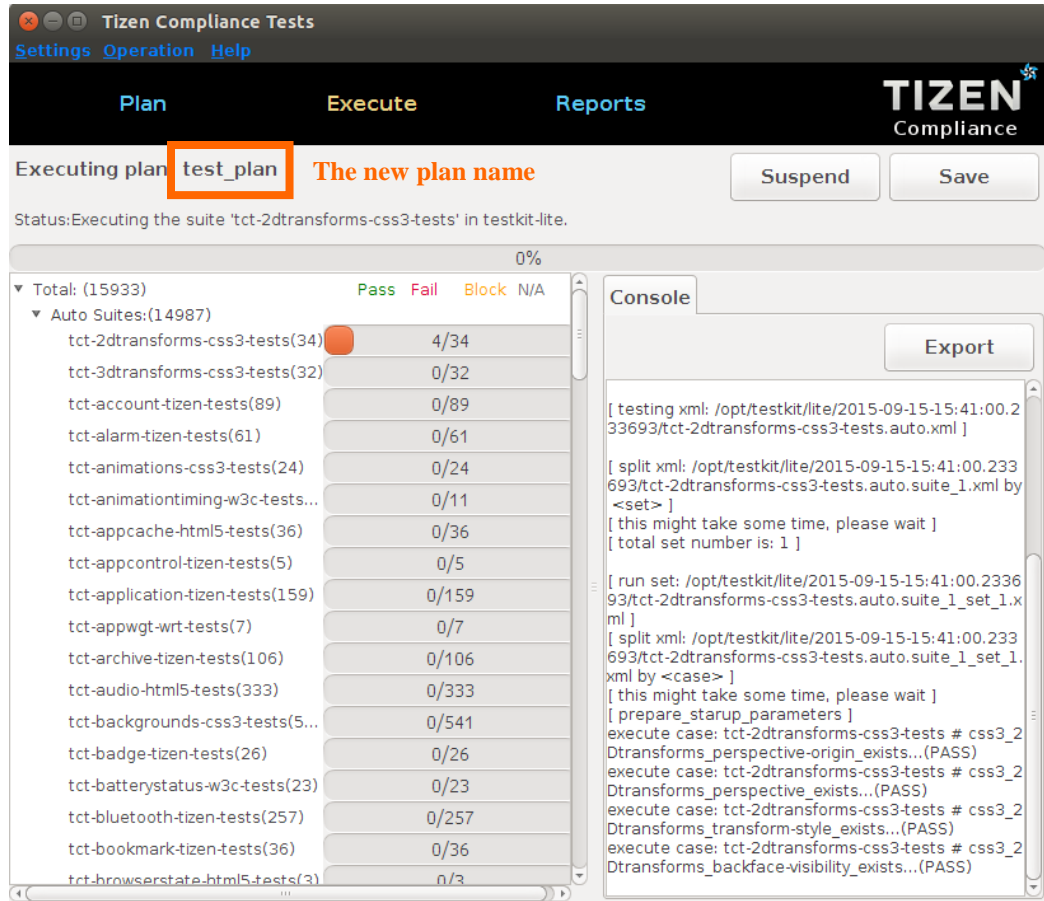 Tizen Compliance Tests
Settings Operation Help
Plan Execute Reports
TIZEN
Compliance
Executing plan test_plan The new plan name
Suspend Save
Status:Executing the suite 'tct-2dtransforms-css3-tests' in testkit-lite.
0%
Total: (15933) Pass Fail Block N/A
Auto Suites:(14987)
tct-2dtransforms-css3-tests(34) 4/34
tct-3dtransforms-css3-tests(32) 0/32
tct-account-tizen-tests(89) 0/89
tct-alarm-tizen-tests(61) 0/61
tct-animations-css3-tests(24) 0/24
tct-animationtiming-w3c-tests... 0/11
tct-appcache-html5-tests(36) 0/36
tct-appcontrol-tizen-tests(5) 0/5
tct-application-tizen-tests(159) 0/159
tct-appwgt-wrt-tests(7) 0/7
tct-archive-tizen-tests(106) 0/106
tct-audio-html5-tests(333) 0/333
tct-backgrounds-css3-tests(5... 0/541
tct-badge-tizen-tests(26) 0/26
tct-batterystatus-w3c-tests(23) 0/23
tct-bluetooth-tizen-tests(257) 0/257
tct-bookmark-tizen-tests(36) 0/36
tct-browserstate-html5-tests(3) 0/3
Console
Export
[ testing xml: /opt/testkit/lite/2015-09-15-15:41:00.2
33693/tct-2dtransforms-css3-tests.auto.xml ]
[ split xml: /opt/testkit/lite/2015-09-15-15:41:00.233
693/tct-2dtransforms-css3-tests.auto.suite_1.xml by
<set> ]
[ this might take some time, please wait ]
[ total set number is: 1 ]
[ run set: /opt/testkit/lite/2015-09-15-15:41:00.2336
93/tct-2dtransforms-css3-tests.auto.suite_1_set_1.x
ml ]
[ split xml: /opt/testkit/lite/2015-09-15-15:41:00.233
693/tct-2dtransforms-css3-tests.auto.suite_1_set_1.
xml by <case> ]
[ this might take some time, please wait ]
[ prepare_starup_parameters ]
execute case: tct-2dtransforms-css3-tests # css3_2
Dtransforms_perspective-origin_exists...(PASS)
execute case: tct-2dtransforms-css3-tests # css3_2
Dtransforms_perspective_exists...(PASS)
execute case: tct-2dtransforms-css3-tests # css3_2
Dtransforms_transform-style_exists...(PASS)
execute case: tct-2dtransforms-css3-tests # css3_2
Dtransforms_backface-visibility_exists...(PASS)